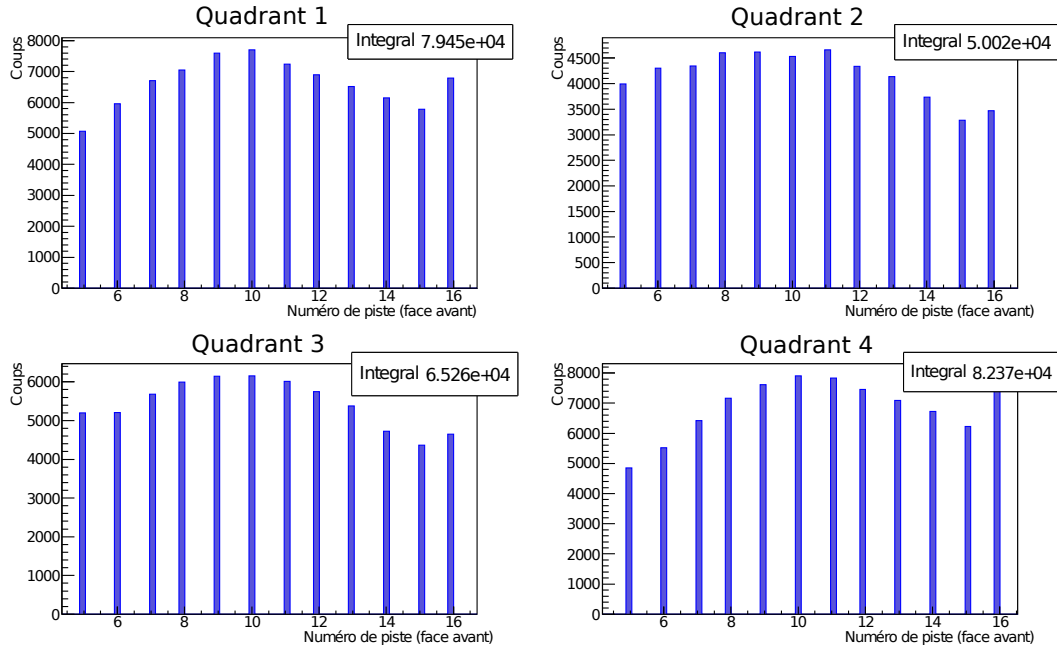 Quadrant 1
Coups
Integral 7.945e+04
8000
7000
6000
5000
4000
3000
2000
1000
0
6 8 10 12 14 16
Numéro de piste (face avant)
Quadrant 2
Coups
Integral 5.002e+04
4500
4000
3500
3000
2500
2000
1500
1000
500
0
6 8 10 12 14 16
Numéro de piste (face avant)
Quadrant 3
Coups
Integral 6.526e+04
6000
5000
4000
3000
2000
1000
0
6 8 10 12 14 16
Numéro de piste (face avant)
Quadrant 4
Coups
Integral 8.237e+04
8000
7000
6000
5000
4000
3000
2000
1000
0
6 8 10 12 14 16
Numéro de piste (face avant)